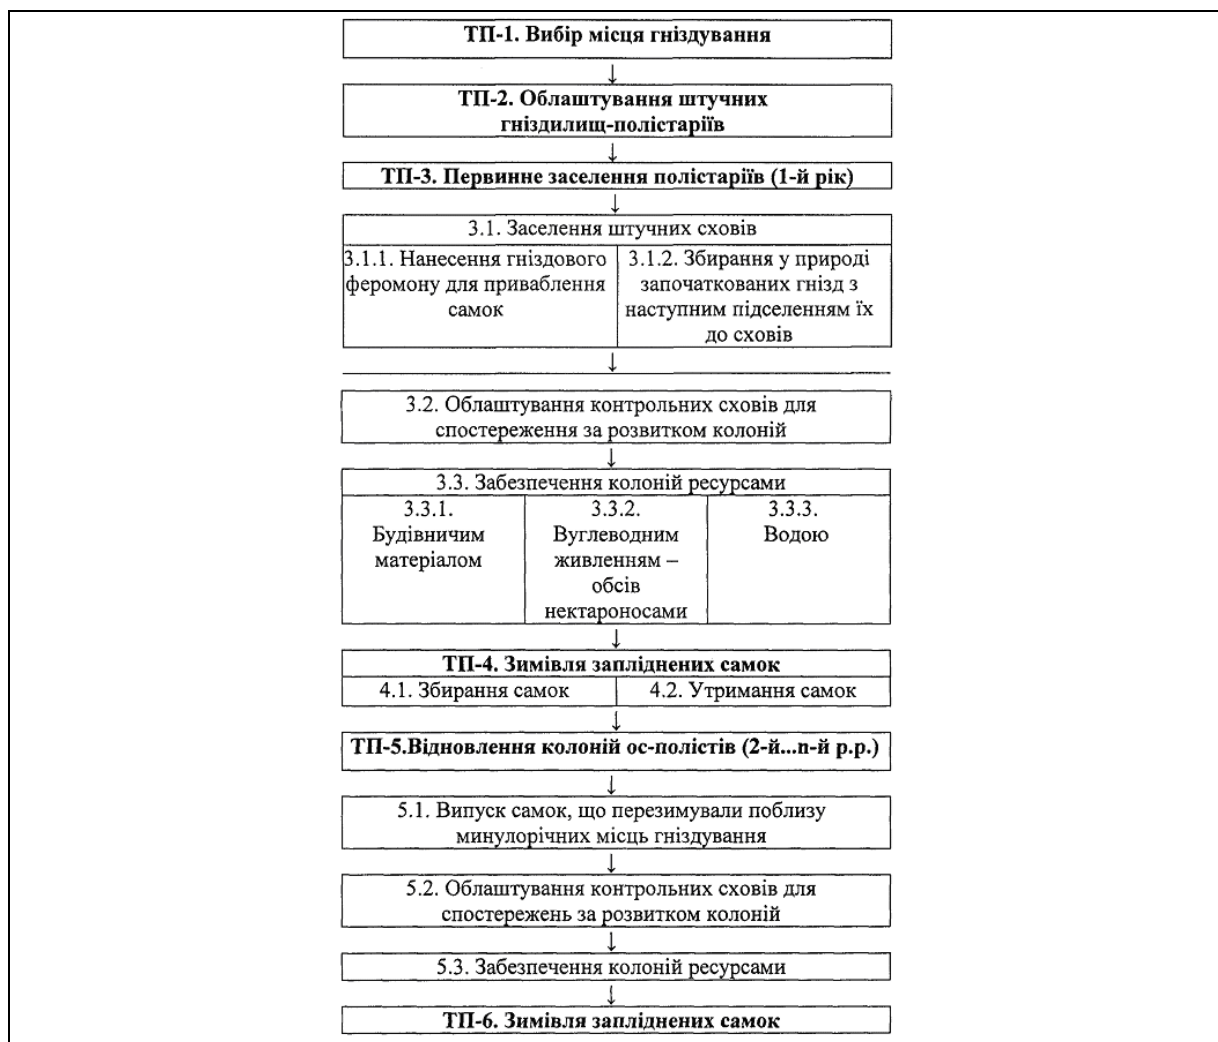 ТП-1. Вибір місця гніздування
↓
ТП-2. Облаштування штучних
гніздилищ-полістаріїв
↓
ТП-3. Первинне заселення полістаріїв (1-й рік)
↓
3.1. Заселення штучних сховів
3.1.1. Нанесення гніздового
феромону для приваблення
самок
3.1.2. Збирання у природі
започаткованих гнізд з
наступним підселенням їх
до сховів
↓
3.2. Облаштування контрольних сховів для
спостереження за розвитком колоній
↓
3.3. Забезпечення колоній ресурсами
3.3.1.
Будівничим
матеріалом
3.3.2.
Вуглеводним
живленням –
обсів
нектароносами
3.3.3.
Водою
↓
ТП-4. Зимівля запліднених самок
4.1. Збирання самок
4.2. Утримання самок
↓
ТП-5.Відновлення колоній ос-полістів (2-й...n-й р.р.)
↓
5.1. Випуск самок, що перезимували поблизу
минулорічних місць гніздування
↓
5.2. Облаштування контрольних сховів для
спостережень за розвитком колоній
↓
5.3. Забезпечення колоній ресурсами
↓
ТП-6. Зимівля запліднених самок